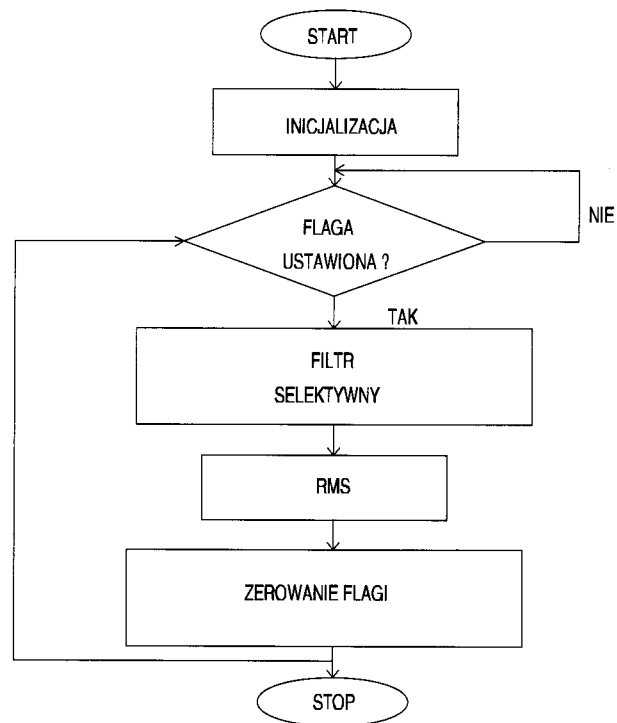 START
INICJALIZACJA
FLAGA
USTAWIONA ?
NIE
TAK
FILTR
SELEKTYWNY
RMS
ZEROWANIE FLAGI
STOP